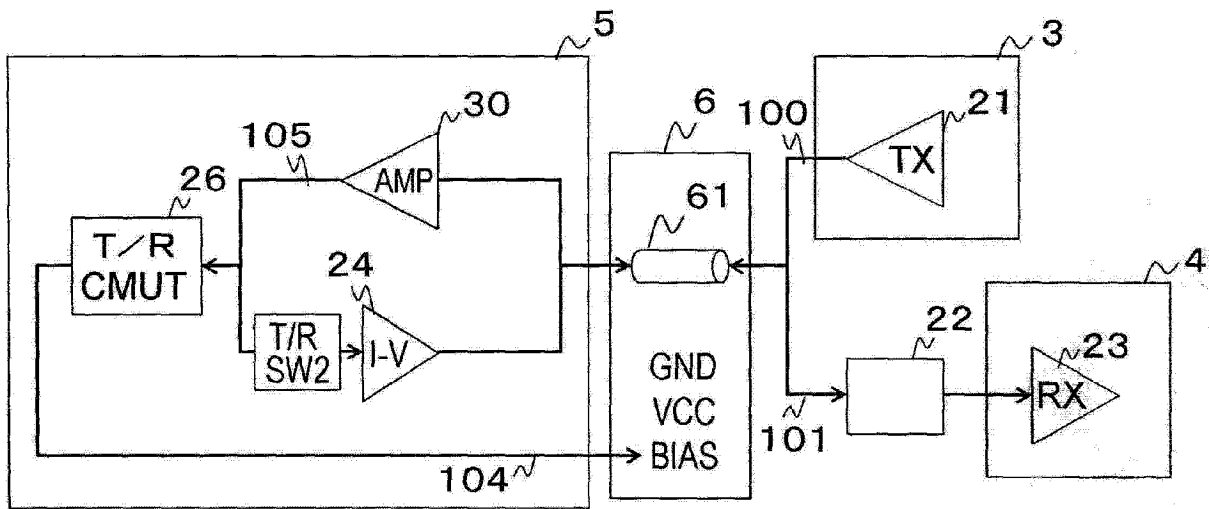 5
3
30
6
100
21
105
AMP
TX
26
61
T/R
CMUT
24
4
T/R
SW2
I-V
22
23
GND
VCC
BIAS
RX
101
104